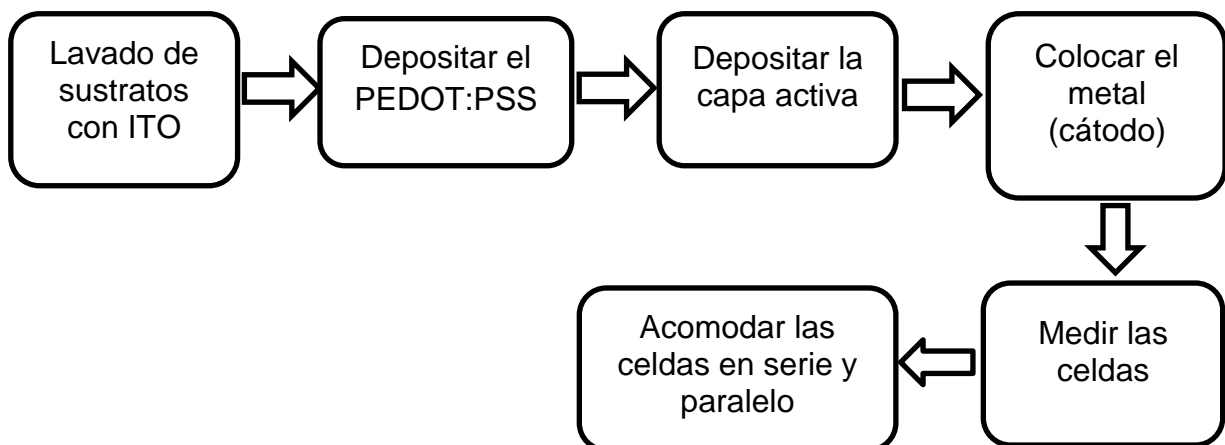 Lavado de
sustratos
con ITO
Depositar el
PEDOT:PSS
Depositar la
capa activa
Colocar el
metal
(cátodo)
Medir las
celdas
Acomodar las
celdas en serie y
paralelo